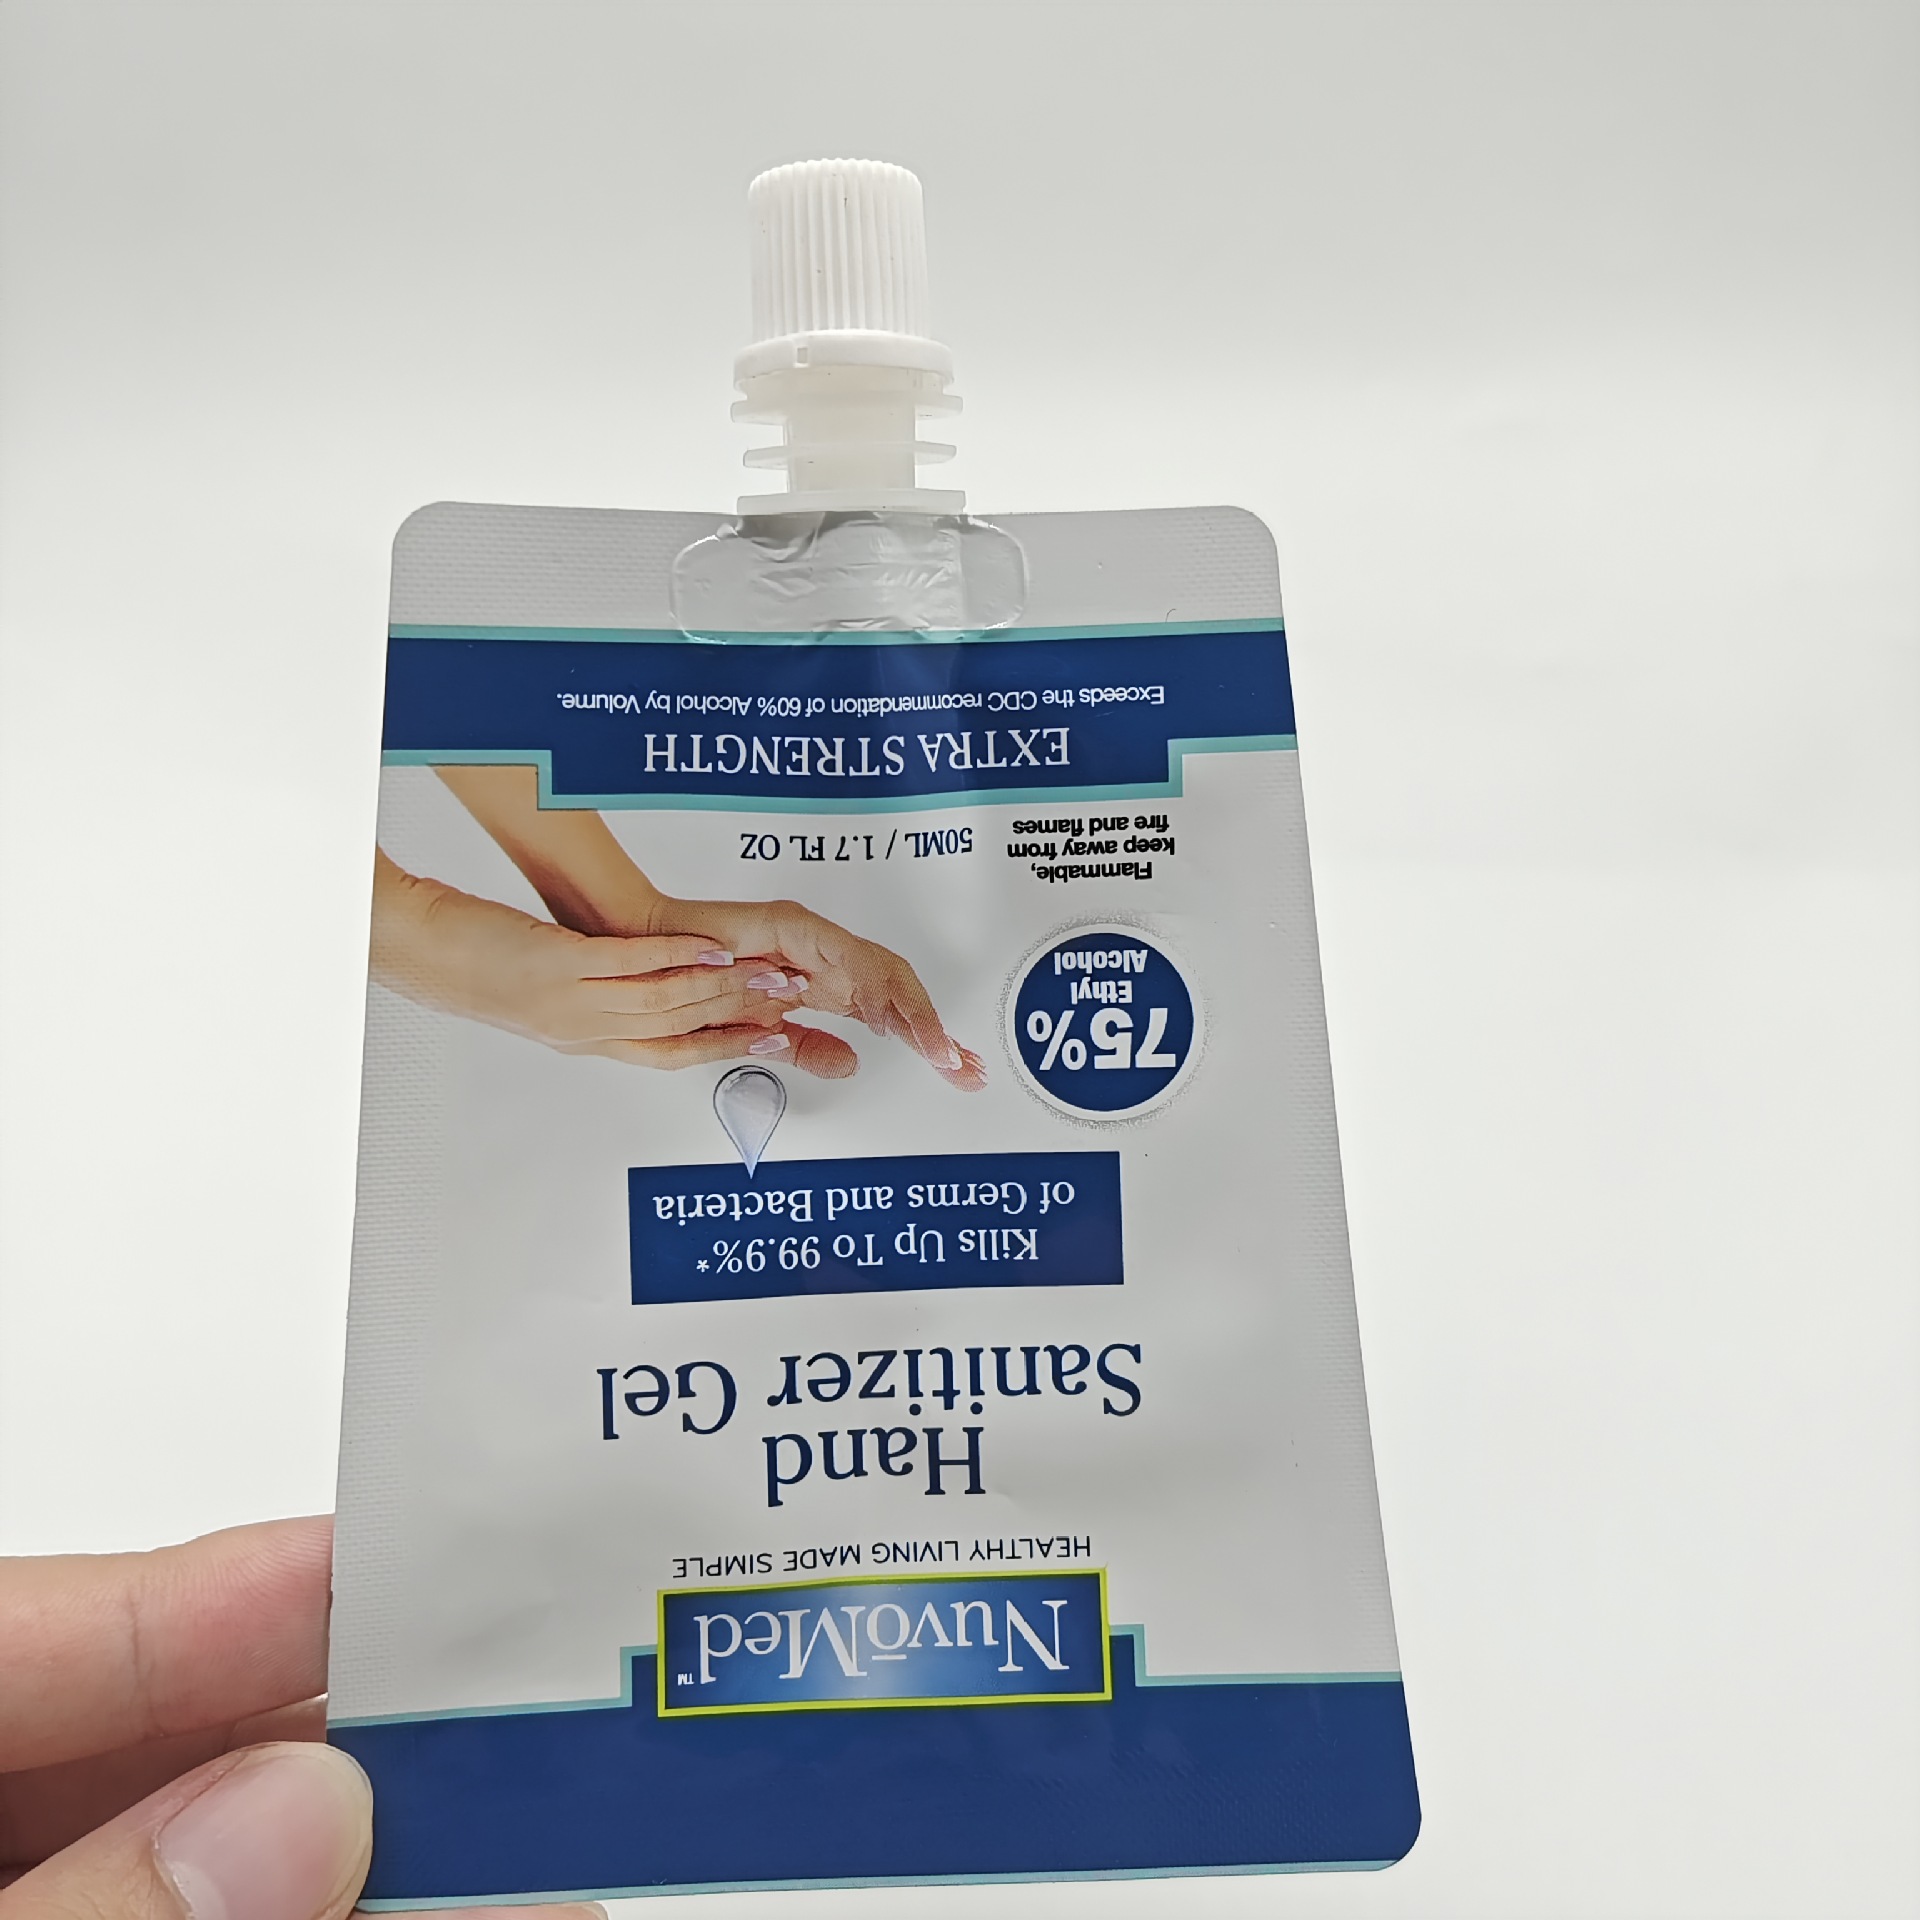 NuvōMed™
HEALTHY LIVING MADE SIMPLE
Hand
Sanitizer Gel
Kills Up To 99.9%*
of Germs and Bacteria
75%
Ethyl
Alcohol
Flammable,
keep away from
fire and flames
50ML / 1.7 FL OZ
EXTRA STRENGTH
Exceeds the CDC recommendation of 60% Alcohol by Volume.